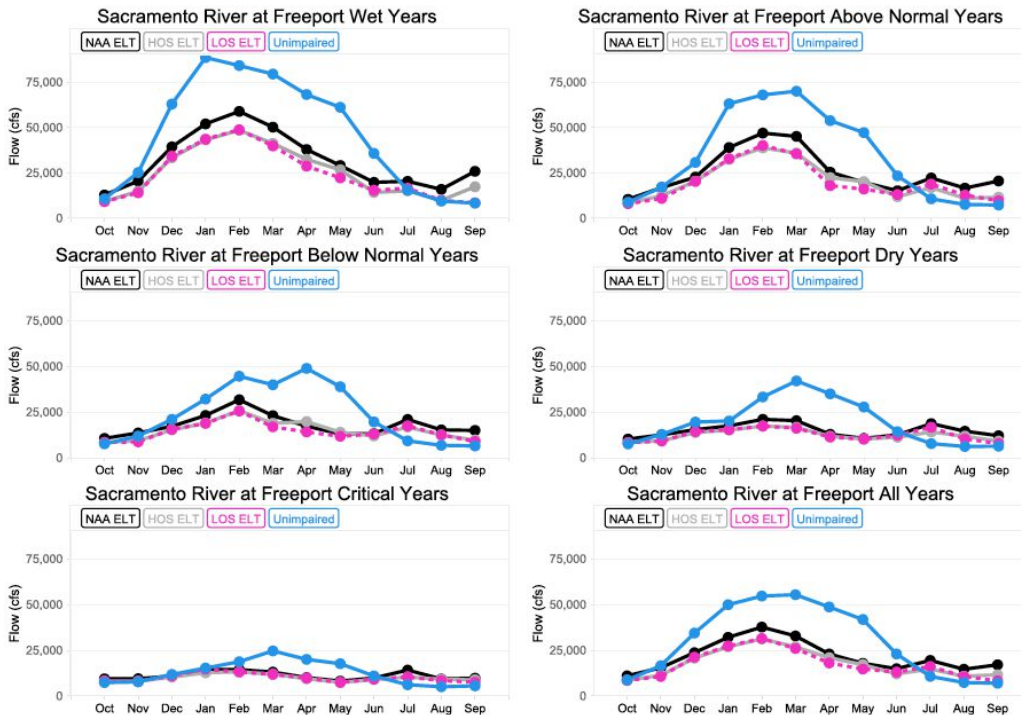 Sacramento River at Freeport Wet Years
NAA ELT HOS ELT LOS ELT Unimpaired
Flow (cfs)
75,000
50,000
25,000
0
Oct Nov Dec Jan Feb Mar Apr May Jun Jul Aug Sep
Sacramento River at Freeport Above Normal Years
NAA ELT HOS ELT LOS ELT Unimpaired
Flow (cfs)
75,000
50,000
25,000
0
Oct Nov Dec Jan Feb Mar Apr May Jun Jul Aug Sep
Sacramento River at Freeport Below Normal Years
NAA ELT HOS ELT LOS ELT Unimpaired
Flow (cfs)
75,000
50,000
25,000
0
Oct Nov Dec Jan Feb Mar Apr May Jun Jul Aug Sep
Sacramento River at Freeport Dry Years
NAA ELT HOS ELT LOS ELT Unimpaired
Flow (cfs)
75,000
50,000
25,000
0
Oct Nov Dec Jan Feb Mar Apr May Jun Jul Aug Sep
Sacramento River at Freeport Critical Years
NAA ELT HOS ELT LOS ELT Unimpaired
Flow (cfs)
75,000
50,000
25,000
0
Oct Nov Dec Jan Feb Mar Apr May Jun Jul Aug Sep
Sacramento River at Freeport All Years
NAA ELT HOS ELT LOS ELT Unimpaired
Flow (cfs)
75,000
50,000
25,000
0
Oct Nov Dec Jan Feb Mar Apr May Jun Jul Aug Sep